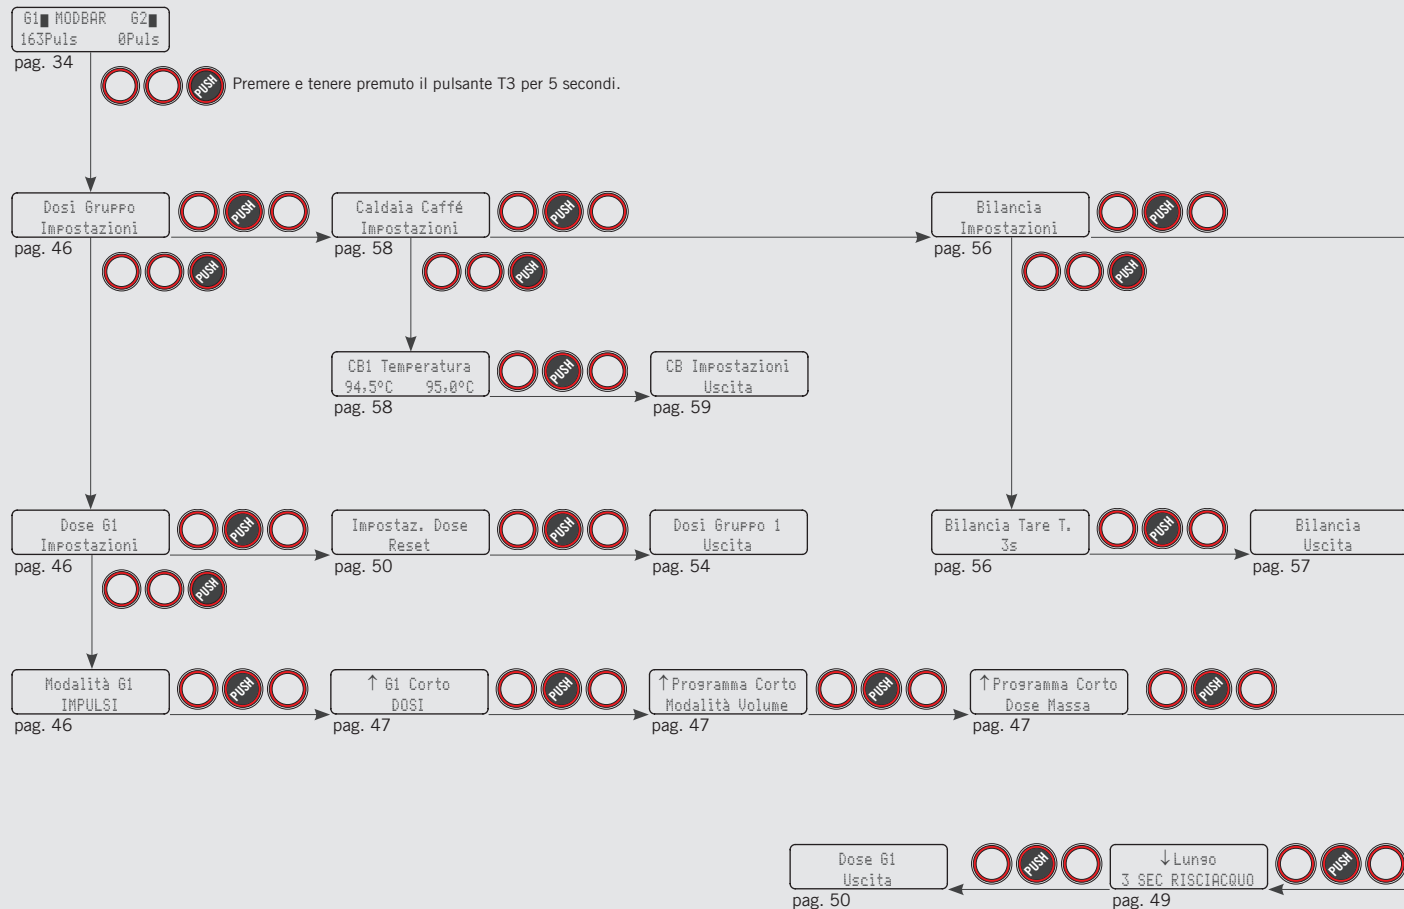 G1 MODBAR G2
163Puls 0Puls
pag. 34
PUSH
Premere e tenere premuto il pulsante T3 per 5 secondi.
Dosi Gruppo
Impostazioni
pag. 46
PUSH
PUSH
Caldaia Caffé
Impostazioni
pag. 58
PUSH
PUSH
Bilancia
Impostazioni
pag. 56
PUSH
PUSH
CB1 Temperatura
94,5°C 95,0°C
pag. 58
PUSH
CB Impostazioni
Uscita
pag. 59
Dose G1
Impostazioni
pag. 46
PUSH
PUSH
Impostaz. Dose
Reset
pag. 50
PUSH
Dosi Gruppo 1
Uscita
pag. 54
Bilancia Tare T.
3s
pag. 56
PUSH
Bilancia
Uscita
pag. 57
Modalità G1
IMPULSI
pag. 46
PUSH
↑ G1 Corto
DOSI
pag. 47
PUSH
↑Programma Corto
Modalità Volume
pag. 47
PUSH
↑Programma Corto
Dose Massa
pag. 47
PUSH
Dose G1
Uscita
pag. 50
PUSH
↓Lungo
3 SEC RISCIACQUO
pag. 49
PUSH